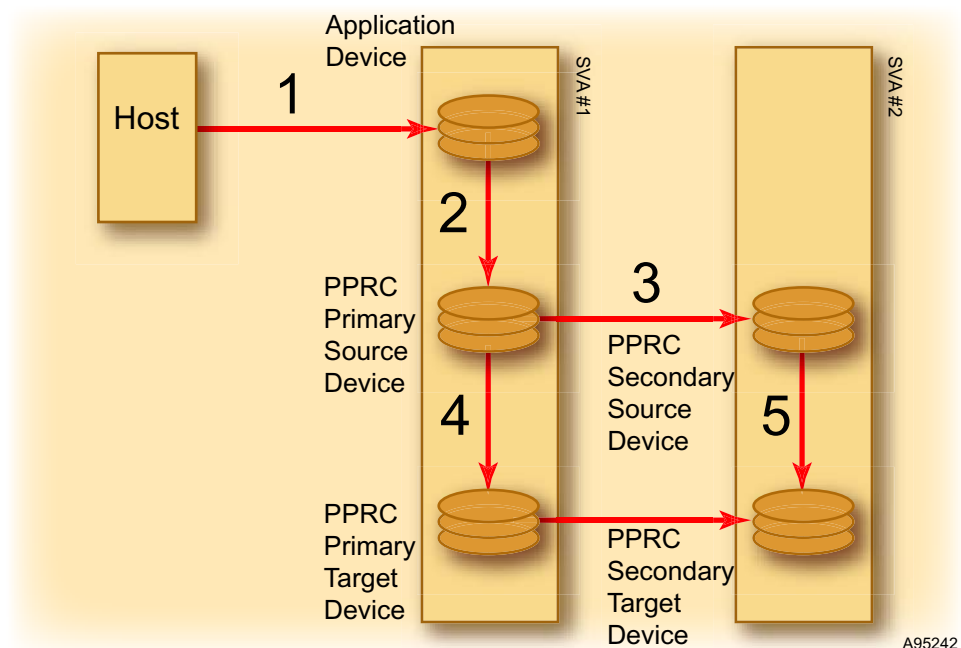 Application
Device
SVA #1
SVA #2
1
Host
2
PPRC
Primary
Source
Device
3
PPRC
Secondary
Source
Device
4
5
PPRC
Primary
Target
Device
PPRC
Secondary
Target
Device
A95242